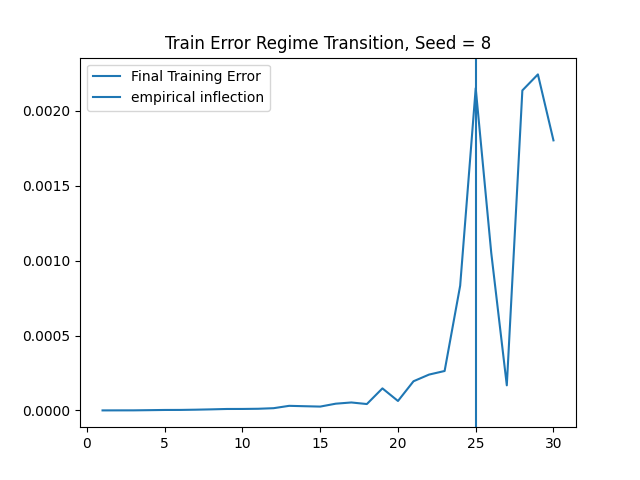 Train Error Regime Transition, Seed = 8
Final Training Error
empirical inflection
0.0020
0.0015
0.0010
0.0005
0.0000
0 5 10 15 20 25 30